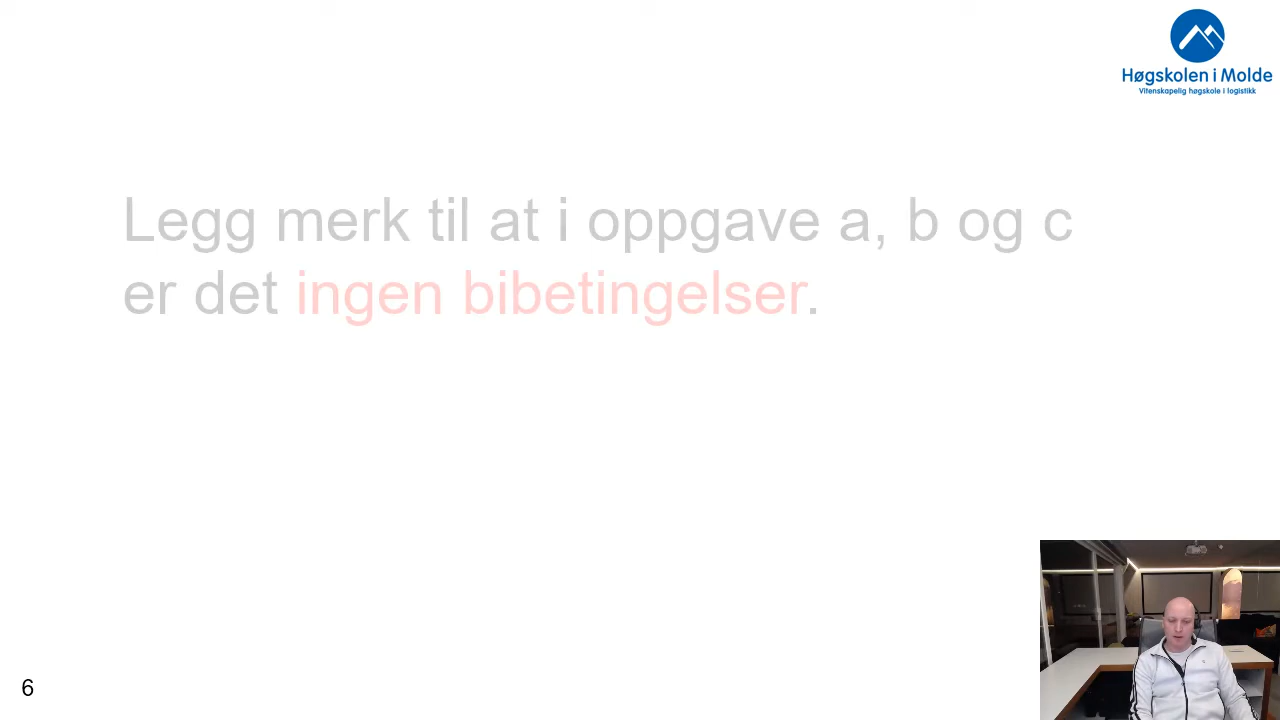 Høgskolen i Molde
Vitenskapelig høgskole i logistikk
Legg merk til at i oppgave a, b og c
er det ingen bibetingelser.
6